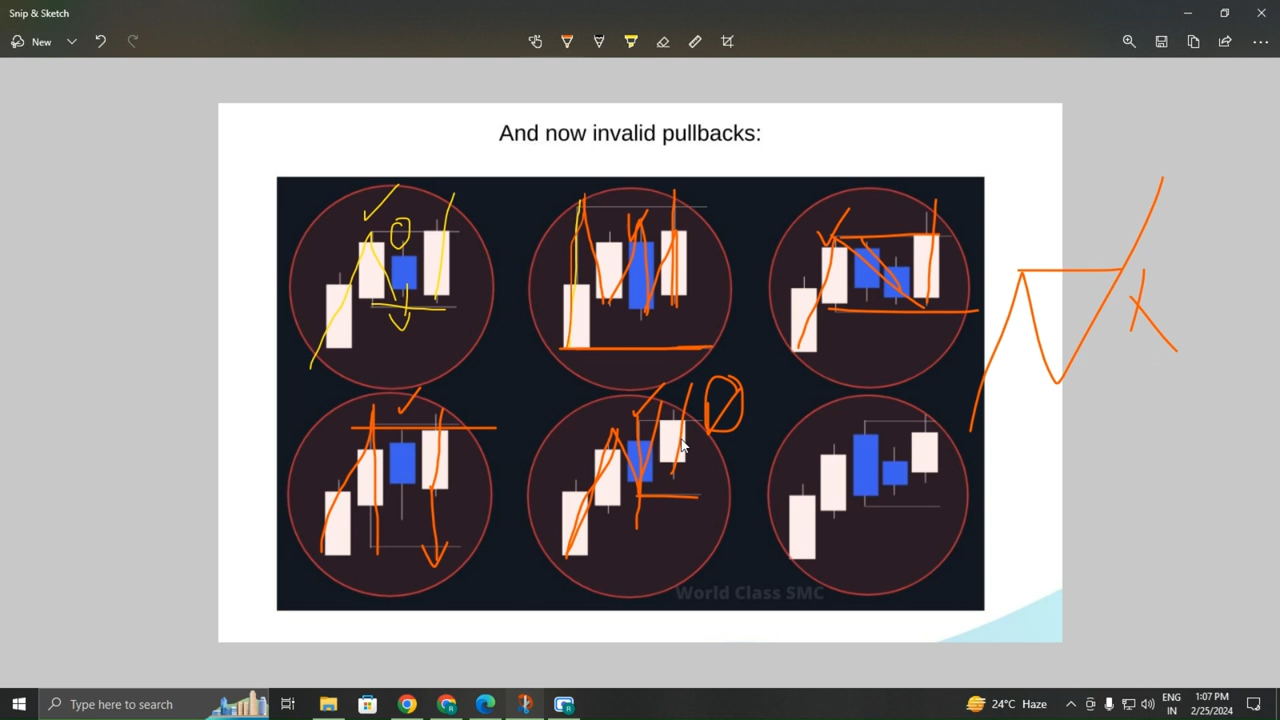 Snip & Sketch
New
And now invalid pullbacks:
World Class SMC
Type here to search
24°C Haze
ENG
IN
1:07 PM
2/25/2024